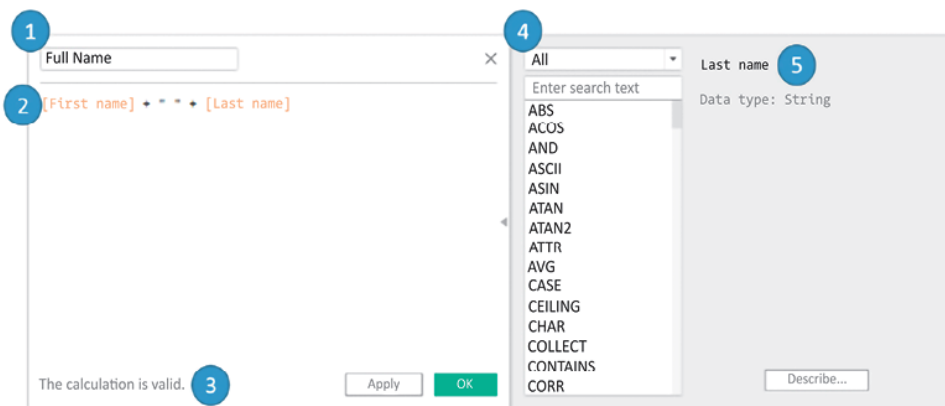 1
Full Name
2
[First name] + " " + [Last name]
The calculation is valid.
3
Apply
OK
4
All
Enter search text
ABS
ACOS
AND
ASCII
ASIN
ATAN
ATAN2
ATTR
AVG
CASE
CEILING
CHAR
COLLECT
CONTAINS
CORR
Last name
5
Data type: String
Describe...